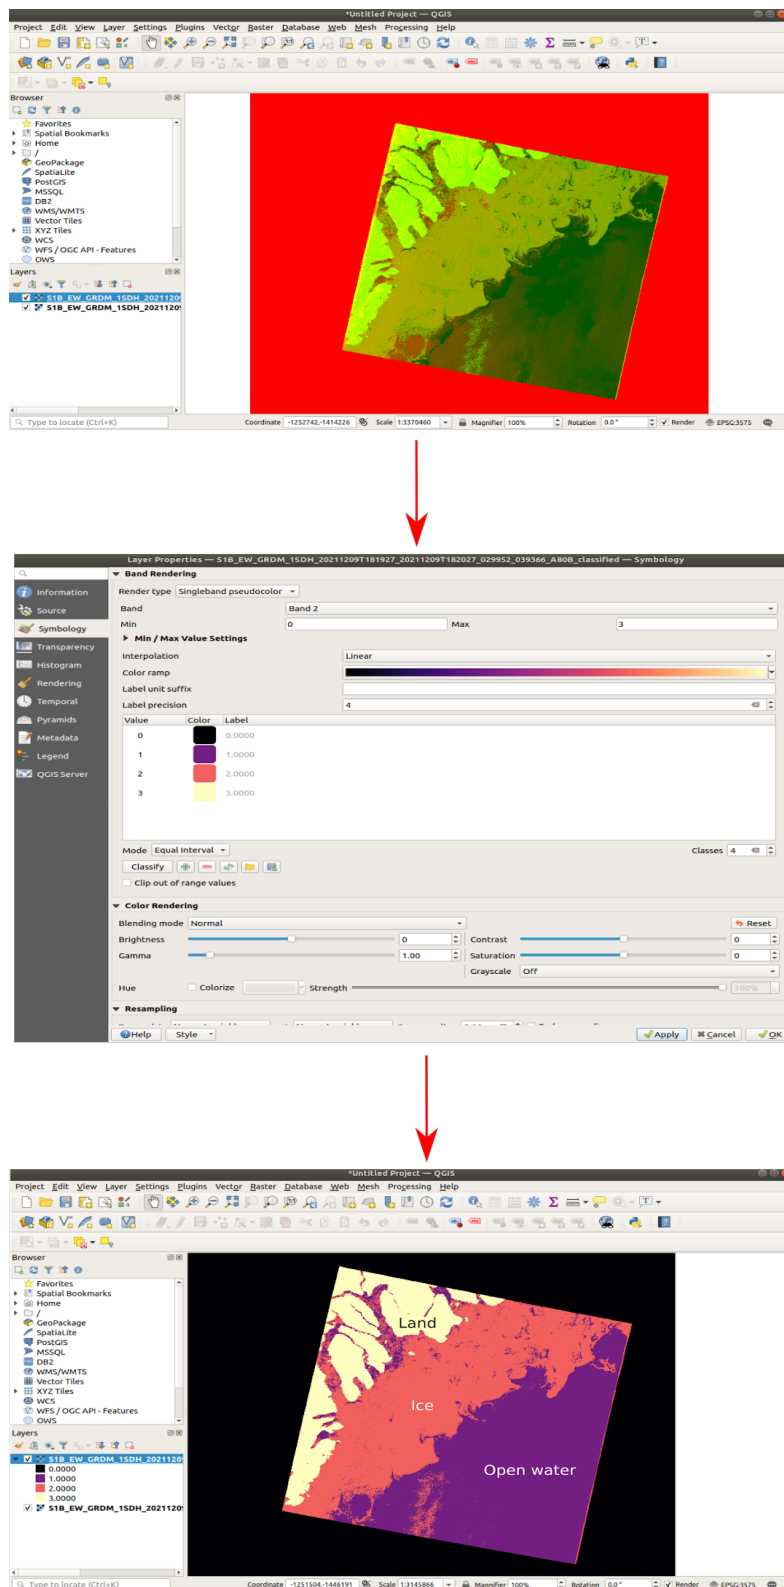 *Untitled Project — QGIS
Project Edit View Layer Settings Plugins Vector Raster Database Web Mesh Processing Help
Browser
Favorites
Spatial Bookmarks
Home
/
GeoPackage
SpatiaLite
PostGIS
MSSQL
DB2
WMS/WMTS
Vector Tiles
XYZ Tiles
WCS
WFS / OGC API - Features
OWS
Layers
S1B_EW_GRDM_1SDH_20211209
S1B_EW_GRDM_1SDH_20211209
Type to locate (Ctrl+K)
Coordinate -1252742,-1414226 Scale 1:3370460 Magnifier 100% Rotation 0.0 ° Render EPSG:3575
Layer Properties — S1B_EW_GRDM_1SDH_20211209T181927_20211209T182027_029952_039366_A80B_classified — Symbology
Information
Source
Symbology
Transparency
Histogram
Rendering
Temporal
Pyramids
Metadata
Legend
QGIS Server
Band Rendering
Render type Singleband pseudocolor
Band Band 2
Min 0 Max 3
Min / Max Value Settings
Interpolation Linear
Color ramp
Label unit suffix
Label precision 4
Value Color Label
0 0.0000
1 1.0000
2 2.0000
3 3.0000
Mode Equal Interval Classes 4
Classify
Clip out of range values
Color Rendering
Blending mode Normal Reset
Brightness 0 Contrast 0
Gamma 1.00 Saturation 0
Grayscale Off
Hue Colorize Strength 100%
Resampling
Help Style Apply Cancel OK
*Untitled Project — QGIS
Project Edit View Layer Settings Plugins Vector Raster Database Web Mesh Processing Help
Browser
Favorites
Spatial Bookmarks
Home
/
GeoPackage
SpatiaLite
PostGIS
MSSQL
DB2
WMS/WMTS
Vector Tiles
XYZ Tiles
WCS
WFS / OGC API - Features
OWS
Layers
S1B_EW_GRDM_1SDH_20211209
0.0000
1.0000
2.0000
3.0000
S1B_EW_GRDM_1SDH_20211209
Land
Ice
Open water
Type to locate (Ctrl+K)
Coordinate -1251504,-1446191 Scale 1:3145866 Magnifier 100% Rotation 0.0 ° Render EPSG:3575